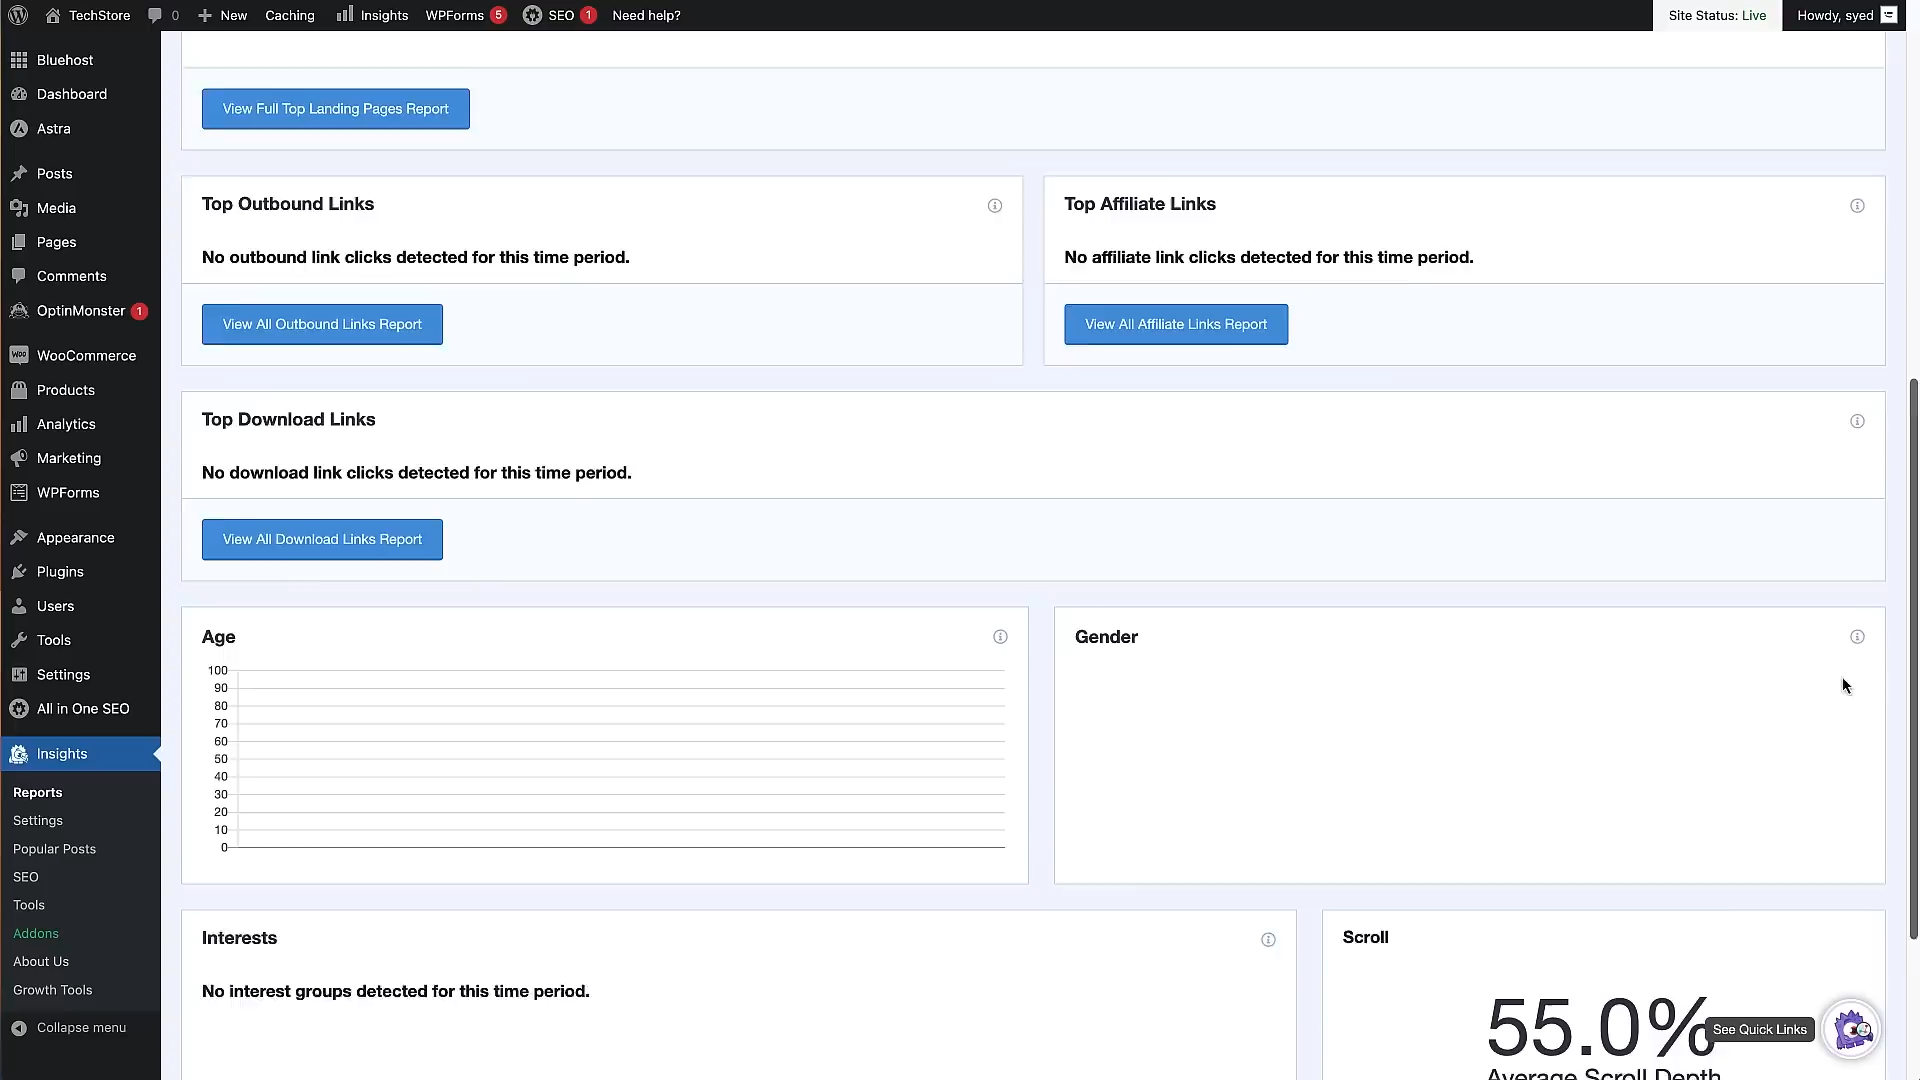 TechStore
0
New
Caching
Insights
WPForms 5
SEO 1
Need help?
Site Status: Live
Howdy, syed
Bluehost
Dashboard
Astra
Posts
Media
Pages
Comments
OptinMonster 1
WooCommerce
Products
Analytics
Marketing
WPForms
Appearance
Plugins
Users
Tools
Settings
All in One SEO
Insights
Reports
Settings
Popular Posts
SEO
Tools
Addons
About Us
Growth Tools
Collapse menu
View Full Top Landing Pages Report
Top Outbound Links
No outbound link clicks detected for this time period.
View All Outbound Links Report
Top Affiliate Links
No affiliate link clicks detected for this time period.
View All Affiliate Links Report
Top Download Links
No download link clicks detected for this time period.
View All Download Links Report
Age
100
90
80
70
60
50
40
30
20
10
0
Gender
Interests
No interest groups detected for this time period.
Scroll
55.0%
Average Scroll Depth
See Quick Links